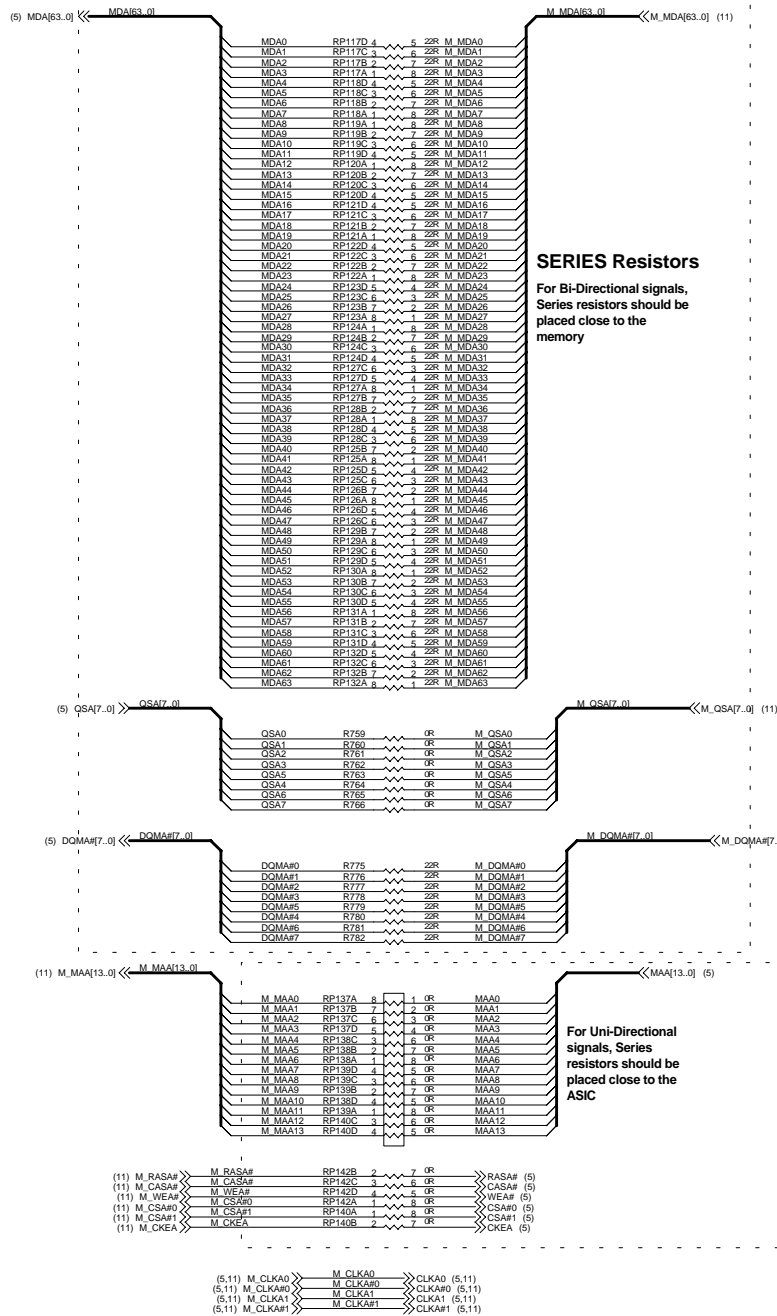 (5) MDA[63..0] MDA[63..0] M_MDA[63..0] M_MDA[63..0] (11)
MDA0 RP117D 4 5 22R M_MDA0
MDA1 RP117C 3 6 22R M_MDA1
MDA2 RP117B 2 7 22R M_MDA2
MDA3 RP117A 1 8 22R M_MDA3
MDA4 RP118D 4 5 22R M_MDA4
MDA5 RP118C 3 6 22R M_MDA5
MDA6 RP118B 2 7 22R M_MDA6
MDA7 RP118A 1 8 22R M_MDA7
MDA8 RP119A 1 8 22R M_MDA8
MDA9 RP119B 2 7 22R M_MDA9
MDA10 RP119C 3 6 22R M_MDA10
MDA11 RP119D 4 5 22R M_MDA11
MDA12 RP120A 1 8 22R M_MDA12
MDA13 RP120B 2 7 22R M_MDA13
MDA14 RP120C 3 6 22R M_MDA14
MDA15 RP120D 4 5 22R M_MDA15
MDA16 RP121D 4 5 22R M_MDA16
MDA17 RP121C 3 6 22R M_MDA17
MDA18 RP121B 2 7 22R M_MDA18
MDA19 RP121A 1 8 22R M_MDA19
MDA20 RP122D 4 5 22R M_MDA20
MDA21 RP122C 3 6 22R M_MDA21
MDA22 RP122B 2 7 22R M_MDA22
MDA23 RP122A 1 8 22R M_MDA23
MDA24 RP123D 5 4 22R M_MDA24
MDA25 RP123C 6 3 22R M_MDA25
MDA26 RP123B 7 2 22R M_MDA26
MDA27 RP123A 8 1 22R M_MDA27
MDA28 RP124A 1 8 22R M_MDA28
MDA29 RP124B 2 7 22R M_MDA29
MDA30 RP124C 3 6 22R M_MDA30
MDA31 RP124D 4 5 22R M_MDA31
MDA32 RP127C 6 3 22R M_MDA32
MDA33 RP127D 5 4 22R M_MDA33
MDA34 RP127A 8 1 22R M_MDA34
MDA35 RP127B 7 2 22R M_MDA35
MDA36 RP128B 2 7 22R M_MDA36
MDA37 RP128A 1 8 22R M_MDA37
MDA38 RP128D 4 5 22R M_MDA38
MDA39 RP128C 3 6 22R M_MDA39
MDA40 RP125B 7 2 22R M_MDA40
MDA41 RP125A 8 1 22R M_MDA41
MDA42 RP125D 5 4 22R M_MDA42
MDA43 RP125C 6 3 22R M_MDA43
MDA44 RP126B 7 2 22R M_MDA44
MDA45 RP126A 8 1 22R M_MDA45
MDA46 RP126D 5 4 22R M_MDA46
MDA47 RP126C 6 3 22R M_MDA47
MDA48 RP129B 7 2 22R M_MDA48
MDA49 RP129A 8 1 22R M_MDA49
MDA50 RP129C 6 3 22R M_MDA50
MDA51 RP129D 5 4 22R M_MDA51
MDA52 RP130A 8 1 22R M_MDA52
MDA53 RP130B 7 2 22R M_MDA53
MDA54 RP130C 6 3 22R M_MDA54
MDA55 RP130D 5 4 22R M_MDA55
MDA56 RP131A 1 8 22R M_MDA56
MDA57 RP131B 2 7 22R M_MDA57
MDA58 RP131C 3 6 22R M_MDA58
MDA59 RP131D 4 5 22R M_MDA59
MDA60 RP132D 5 4 22R M_MDA60
MDA61 RP132C 6 3 22R M_MDA61
MDA62 RP132B 7 2 22R M_MDA62
MDA63 RP132A 8 1 22R M_MDA63
SERIES Resistors
For Bi-Directional signals,
Series resistors should be
placed close to the
memory
(5) QSA[7..0] QSA[7..0] M_QSA[7..0] M_QSA[7..0] (11)
QSA0 R759 0R M_QSA0
QSA1 R760 0R M_QSA1
QSA2 R761 0R M_QSA2
QSA3 R762 0R M_QSA3
QSA5 R763 0R M_QSA5
QSA4 R764 0R M_QSA4
QSA6 R765 0R M_QSA6
QSA7 R766 0R M_QSA7
(5) DQMA#[7..0] DQMA#[7..0] M_DQMA#[7..0] M_DQMA#[7.
DQMA#0 R775 22R M_DQMA#0
DQMA#1 R776 22R M_DQMA#1
DQMA#2 R777 22R M_DQMA#2
DQMA#3 R778 22R M_DQMA#3
DQMA#5 R779 22R M_DQMA#5
DQMA#4 R780 22R M_DQMA#4
DQMA#6 R781 22R M_DQMA#6
DQMA#7 R782 22R M_DQMA#7
(11) M_MAA[13..0] M_MAA[13..0] MAA[13..0] (5)
M_MAA0 RP137A 8 1 0R MAA0
M_MAA1 RP137B 7 2 0R MAA1
M_MAA2 RP137C 6 3 0R MAA2
M_MAA3 RP137D 5 4 0R MAA3
M_MAA4 RP138C 3 6 0R MAA4
M_MAA5 RP138B 2 7 0R MAA5
M_MAA6 RP138A 1 8 0R MAA6
M_MAA7 RP139D 4 5 0R MAA7
M_MAA8 RP139C 3 6 0R MAA8
M_MAA9 RP139B 2 7 0R MAA9
M_MAA10 RP138D 4 5 0R MAA10
M_MAA11 RP139A 1 8 0R MAA11
M_MAA12 RP140C 3 6 0R MAA12
M_MAA13 RP140D 4 5 0R MAA13
For Uni-Directional
signals, Series
resistors should be
placed close to the
ASIC
(11) M_RASA# M_RASA# RP142B 2 7 0R RASA# (5)
(11) M_CASA# M_CASA# RP142C 3 6 0R CASA# (5)
(11) M_WEA# M_WEA# RP142D 4 5 0R WEA# (5)
(11) M_CSA#0 M_CSA#0 RP142A 1 8 0R CSA#0 (5)
(11) M_CSA#1 M_CSA#1 RP140A 1 8 0R CSA#1 (5)
(11) M_CKEA M_CKEA RP140B 2 7 0R CKEA (5)
(5,11) M_CLKA0 M_CLKA0 CLKA0 (5,11)
(5,11) M_CLKA#0 M_CLKA#0 CLKA#0 (5,11)
(5,11) M_CLKA1 M_CLKA1 CLKA1 (5,11)
(5,11) M_CLKA#1 M_CLKA#1 CLKA#1 (5,11)